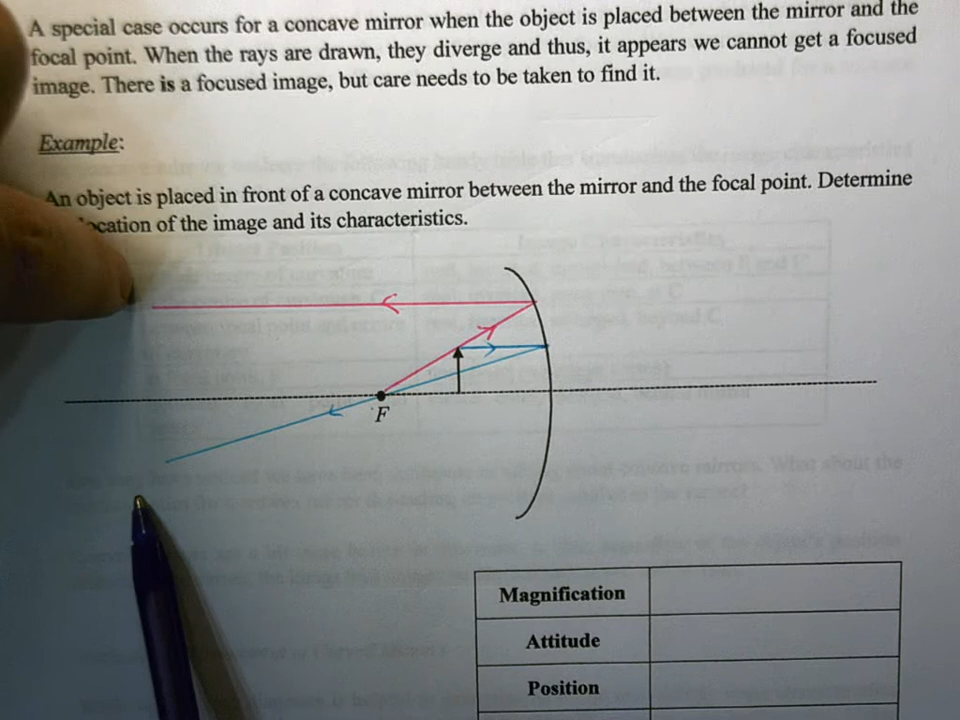 A special case occurs for a concave mirror when the object is placed between the mirror and the
focal point. When the rays are drawn, they diverge and thus, it appears we cannot get a focused
image. There is a focused image, but care needs to be taken to find it.
Example:
An object is placed in front of a concave mirror between the mirror and the focal point. Determine
location of the image and its characteristics.
F
Magnification
Attitude
Position